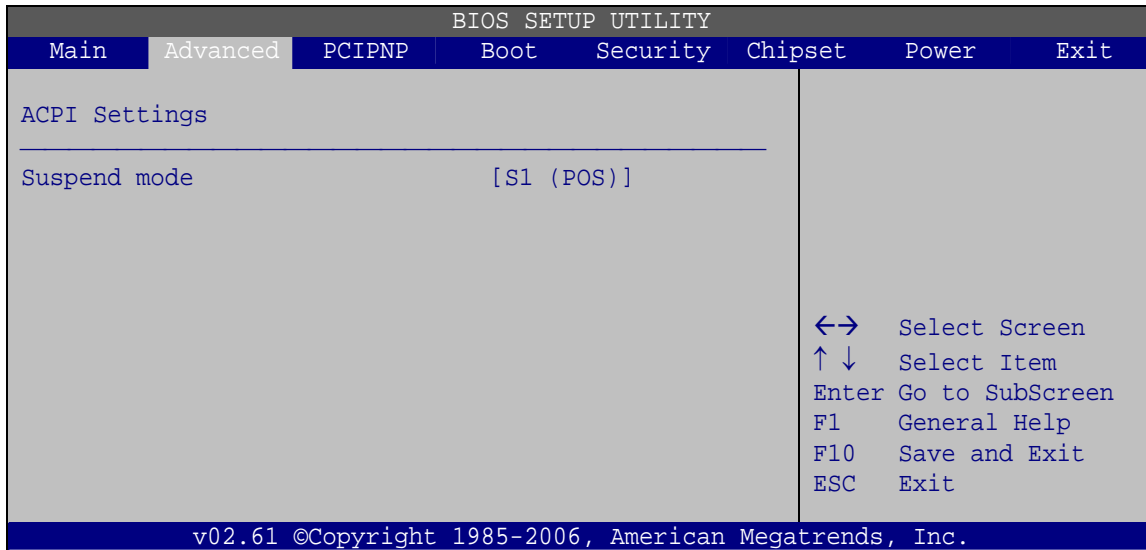 BIOS SETUP UTILITY
Main Advanced PCIPNP Boot Security Chipset Power Exit
ACPI Settings
Suspend mode [S1 (POS)]
←→ Select Screen
↑ ↓ Select Item
Enter Go to SubScreen
F1 General Help
F10 Save and Exit
ESC Exit
v02.61 ©Copyright 1985-2006, American Megatrends, Inc.